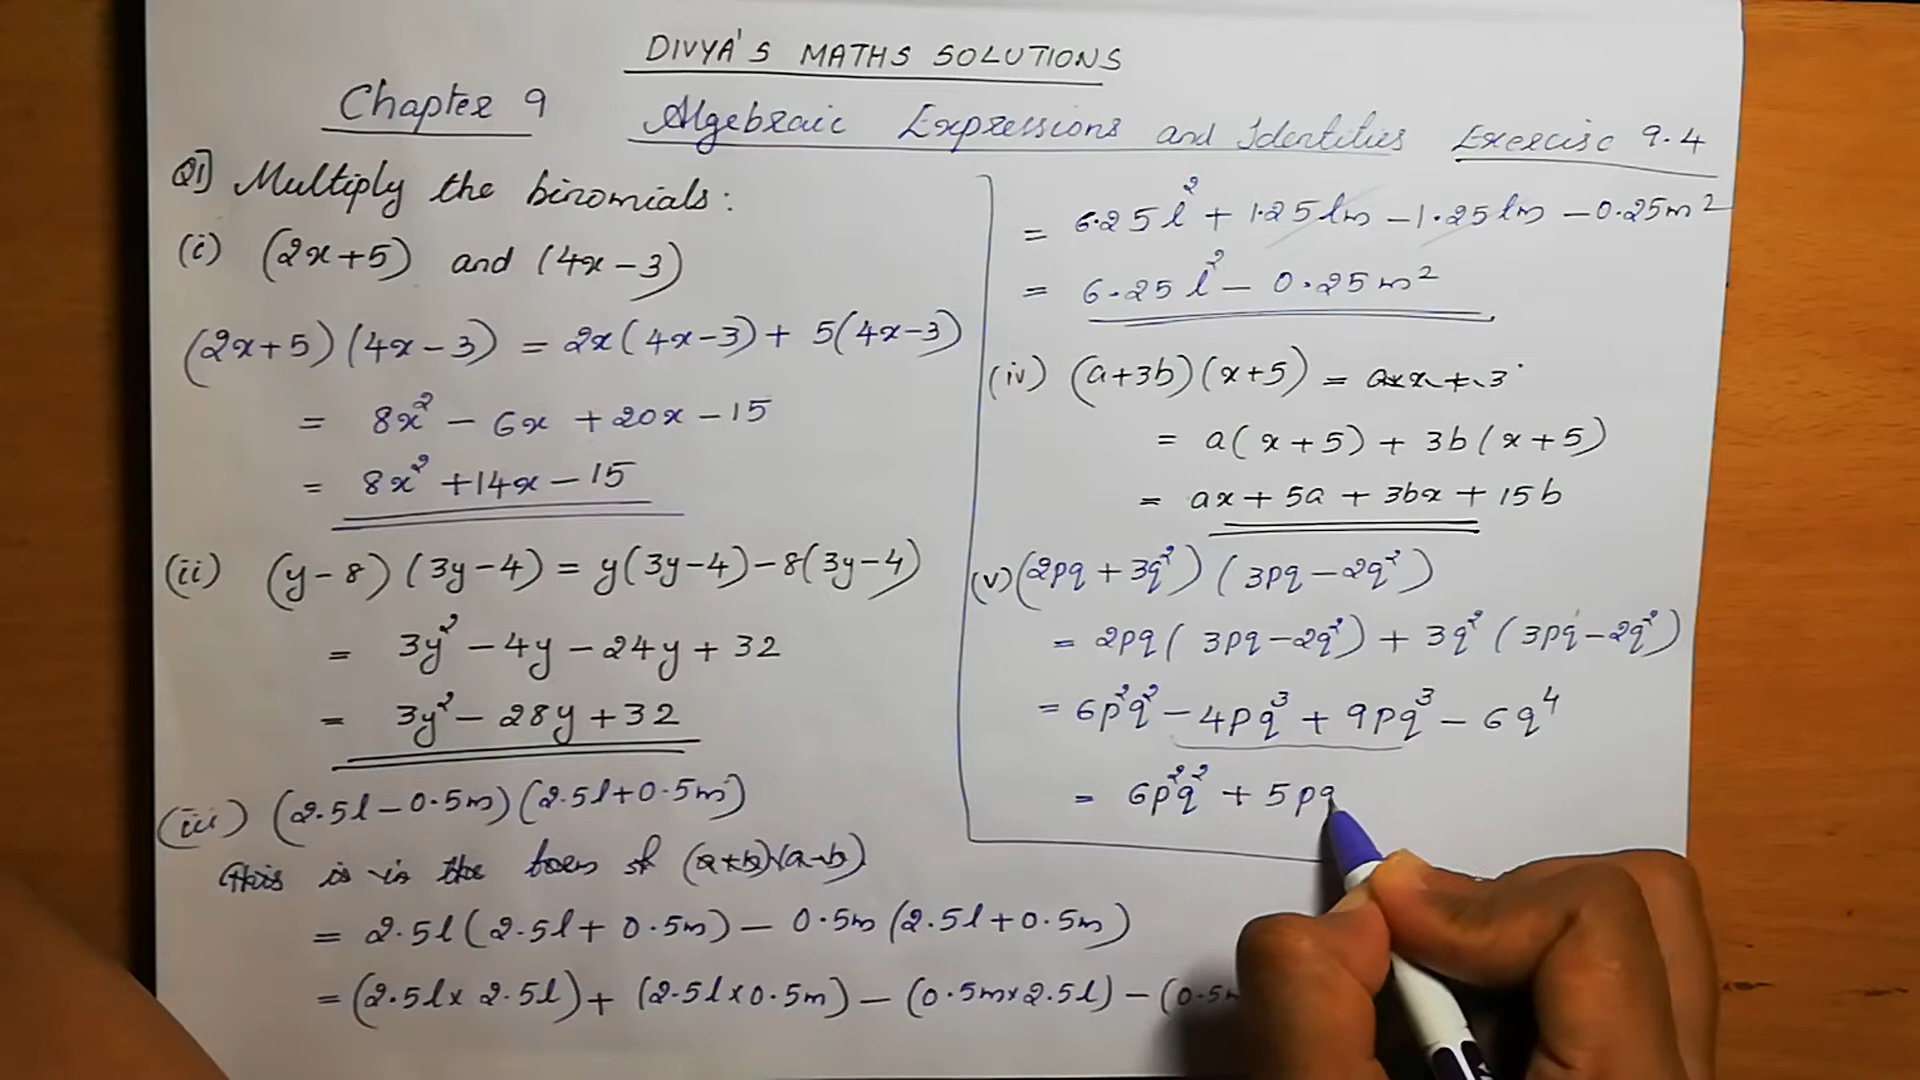 DIVYA'S MATHS SOLUTIONS
Chapter 9 Algebraic Expressions and Identities Exercise 9.4
Q1] Multiply the binomials:
(i) (2x+5) and (4x-3)
(2x+5)(4x-3) = 2x(4x-3) + 5(4x-3)
= 8x² - 6x + 20x - 15
= 8x² + 14x - 15
(ii) (y-8)(3y-4) = y(3y-4) - 8(3y-4)
= 3y² - 4y - 24y + 32
= 3y² - 28y + 32
(iii) (2.5l - 0.5m)(2.5l + 0.5m)
This is in the form of (a+b)(a-b)
= 2.5l(2.5l + 0.5m) - 0.5m(2.5l + 0.5m)
= (2.5l × 2.5l) + (2.5l × 0.5m) - (0.5m × 2.5l) - (0.5m
= 6.25l² + 1.25lm - 1.25lm - 0.25m²
= 6.25l² - 0.25m²
(iv) (a+3b)(x+5) = a×x + 3
= a(x+5) + 3b(x+5)
= ax + 5a + 3bx + 15b
(v) (2pq + 3q²)(3pq - 2q²)
= 2pq(3pq - 2q²) + 3q²(3pq - 2q²)
= 6p²q² - 4pq³ + 9pq³ - 6q⁴
= 6p²q² + 5pq